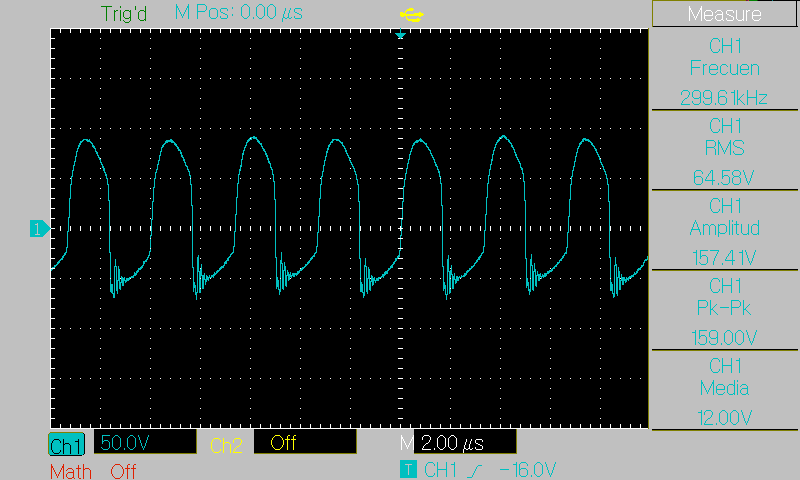 Trig'd M Pos: 0.00 μs Measure
CH1
Frecuen
299.61kHz
CH1
RMS
64.58V
CH1
Amplitud
157.41V
CH1
Pk-Pk
159.00V
CH1
Media
12.00V
1
Ch1 50.0V Ch2 Off M 2.00 μs
Math Off T CH1 -16.0V